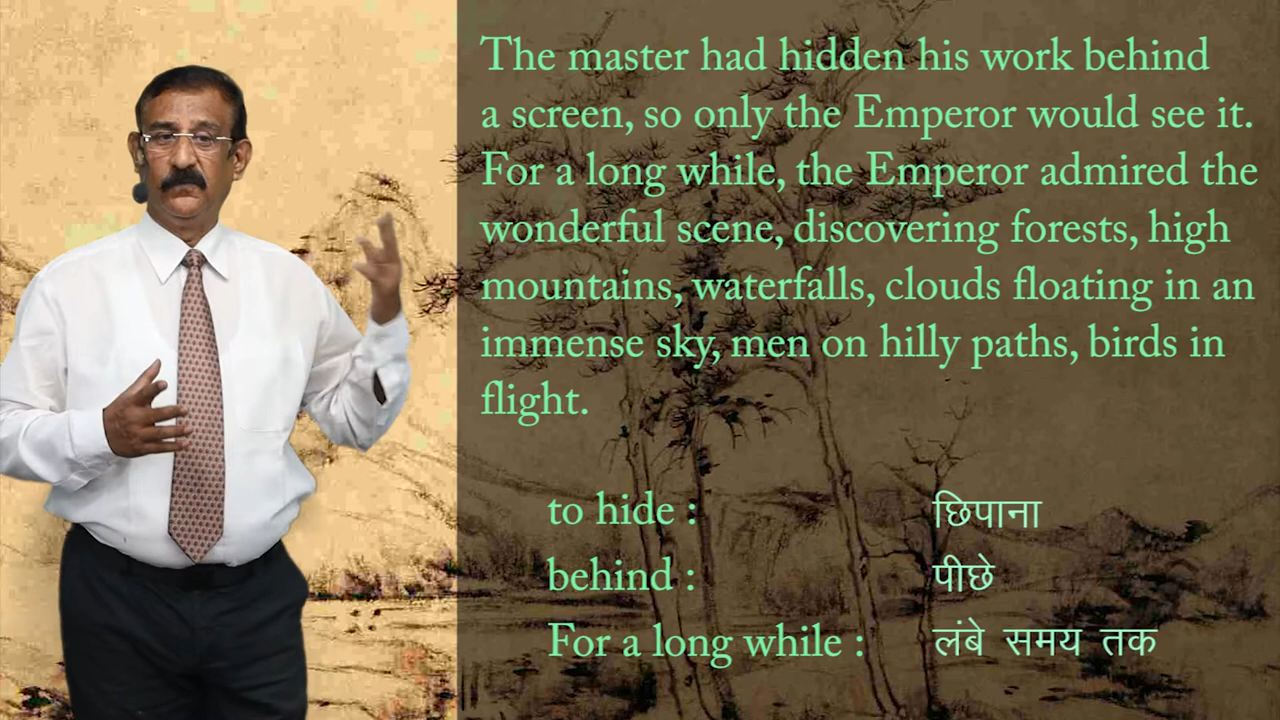 The master had hidden his work behind
a screen, so only the Emperor would see it.
For a long while, the Emperor admired the
wonderful scene, discovering forests, high
mountains, waterfalls, clouds floating in an
immense sky, men on hilly paths, birds in
flight.
to hide : छिपाना
behind : पीछे
For a long while : लंबे समय तक